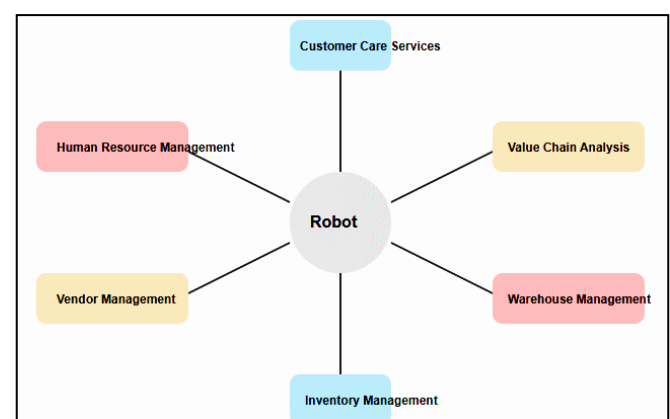 Customer Care Services
Human Resource Management
Value Chain Analysis
Robot
Vendor Management
Warehouse Management
Inventory Management